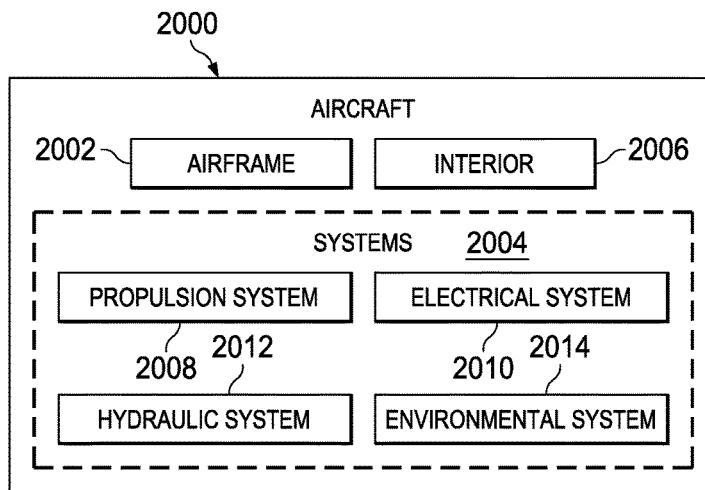 2000
AIRCRAFT
2002 AIRFRAME INTERIOR 2006
SYSTEMS 2004
PROPULSION SYSTEM ELECTRICAL SYSTEM
2008 2012 2010 2014
HYDRAULIC SYSTEM ENVIRONMENTAL SYSTEM